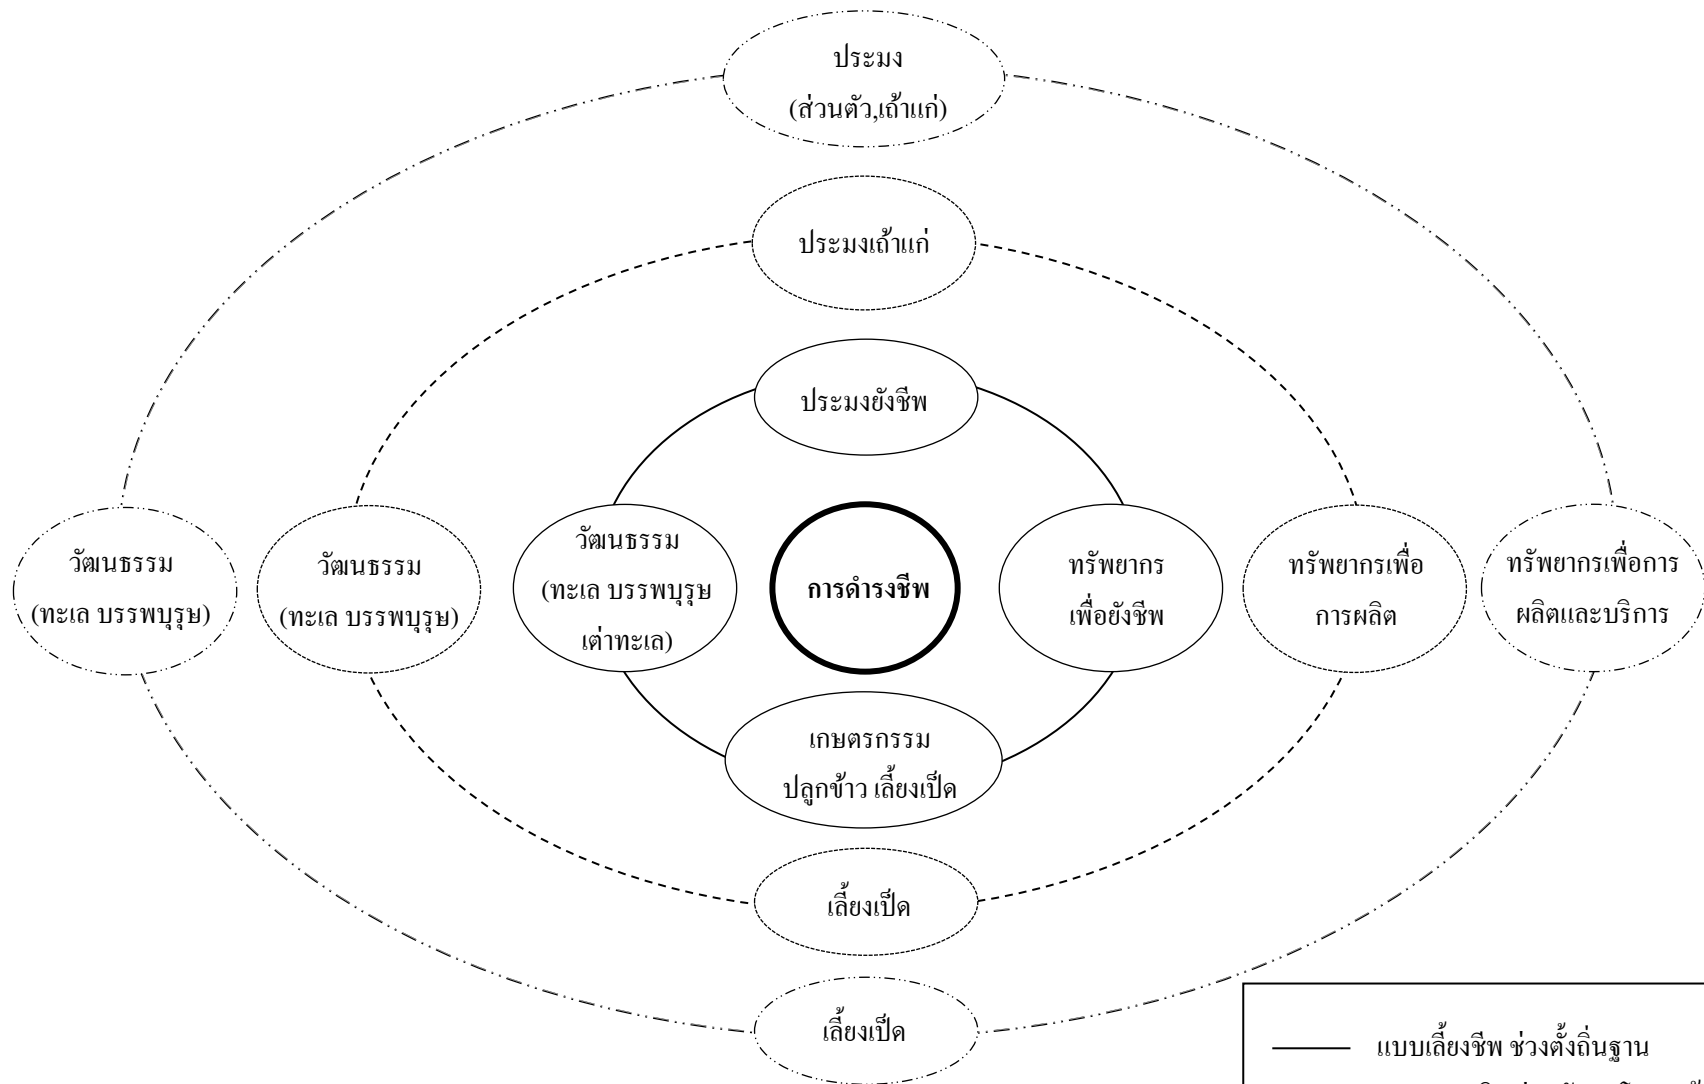 ประมง
(ส่วนตัว,เถ้าแก่)
ประมงเถ้าแก่
ประมงยังชีพ
วัฒนธรรม
(ทะเล บรรพบุรุษ)
วัฒนธรรม
(ทะเล บรรพบุรุษ)
วัฒนธรรม
(ทะเล บรรพบุรุษ
เต่าทะเล)
การดำรงชีพ
ทรัพยากร
เพื่อยังชีพ
ทรัพยากรเพื่อ
การผลิต
ทรัพยากรเพื่อการ
ผลิตและบริการ
เกษตรกรรม
ปลูกข้าว เลี้ยงเป็ด
เลี้ยงเป็ด
เลี้ยงเป็ด
แบบเลี้ยงชีพ ช่วงตั้งถิ่นฐาน